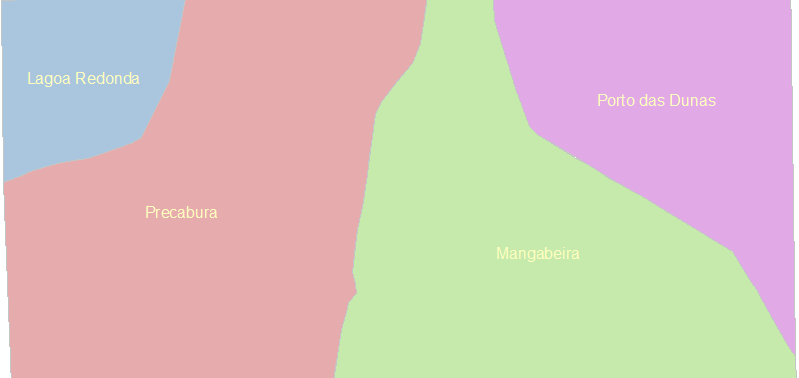 Lagoa Redonda
Porto das Dunas
Precabura
Mangabeira